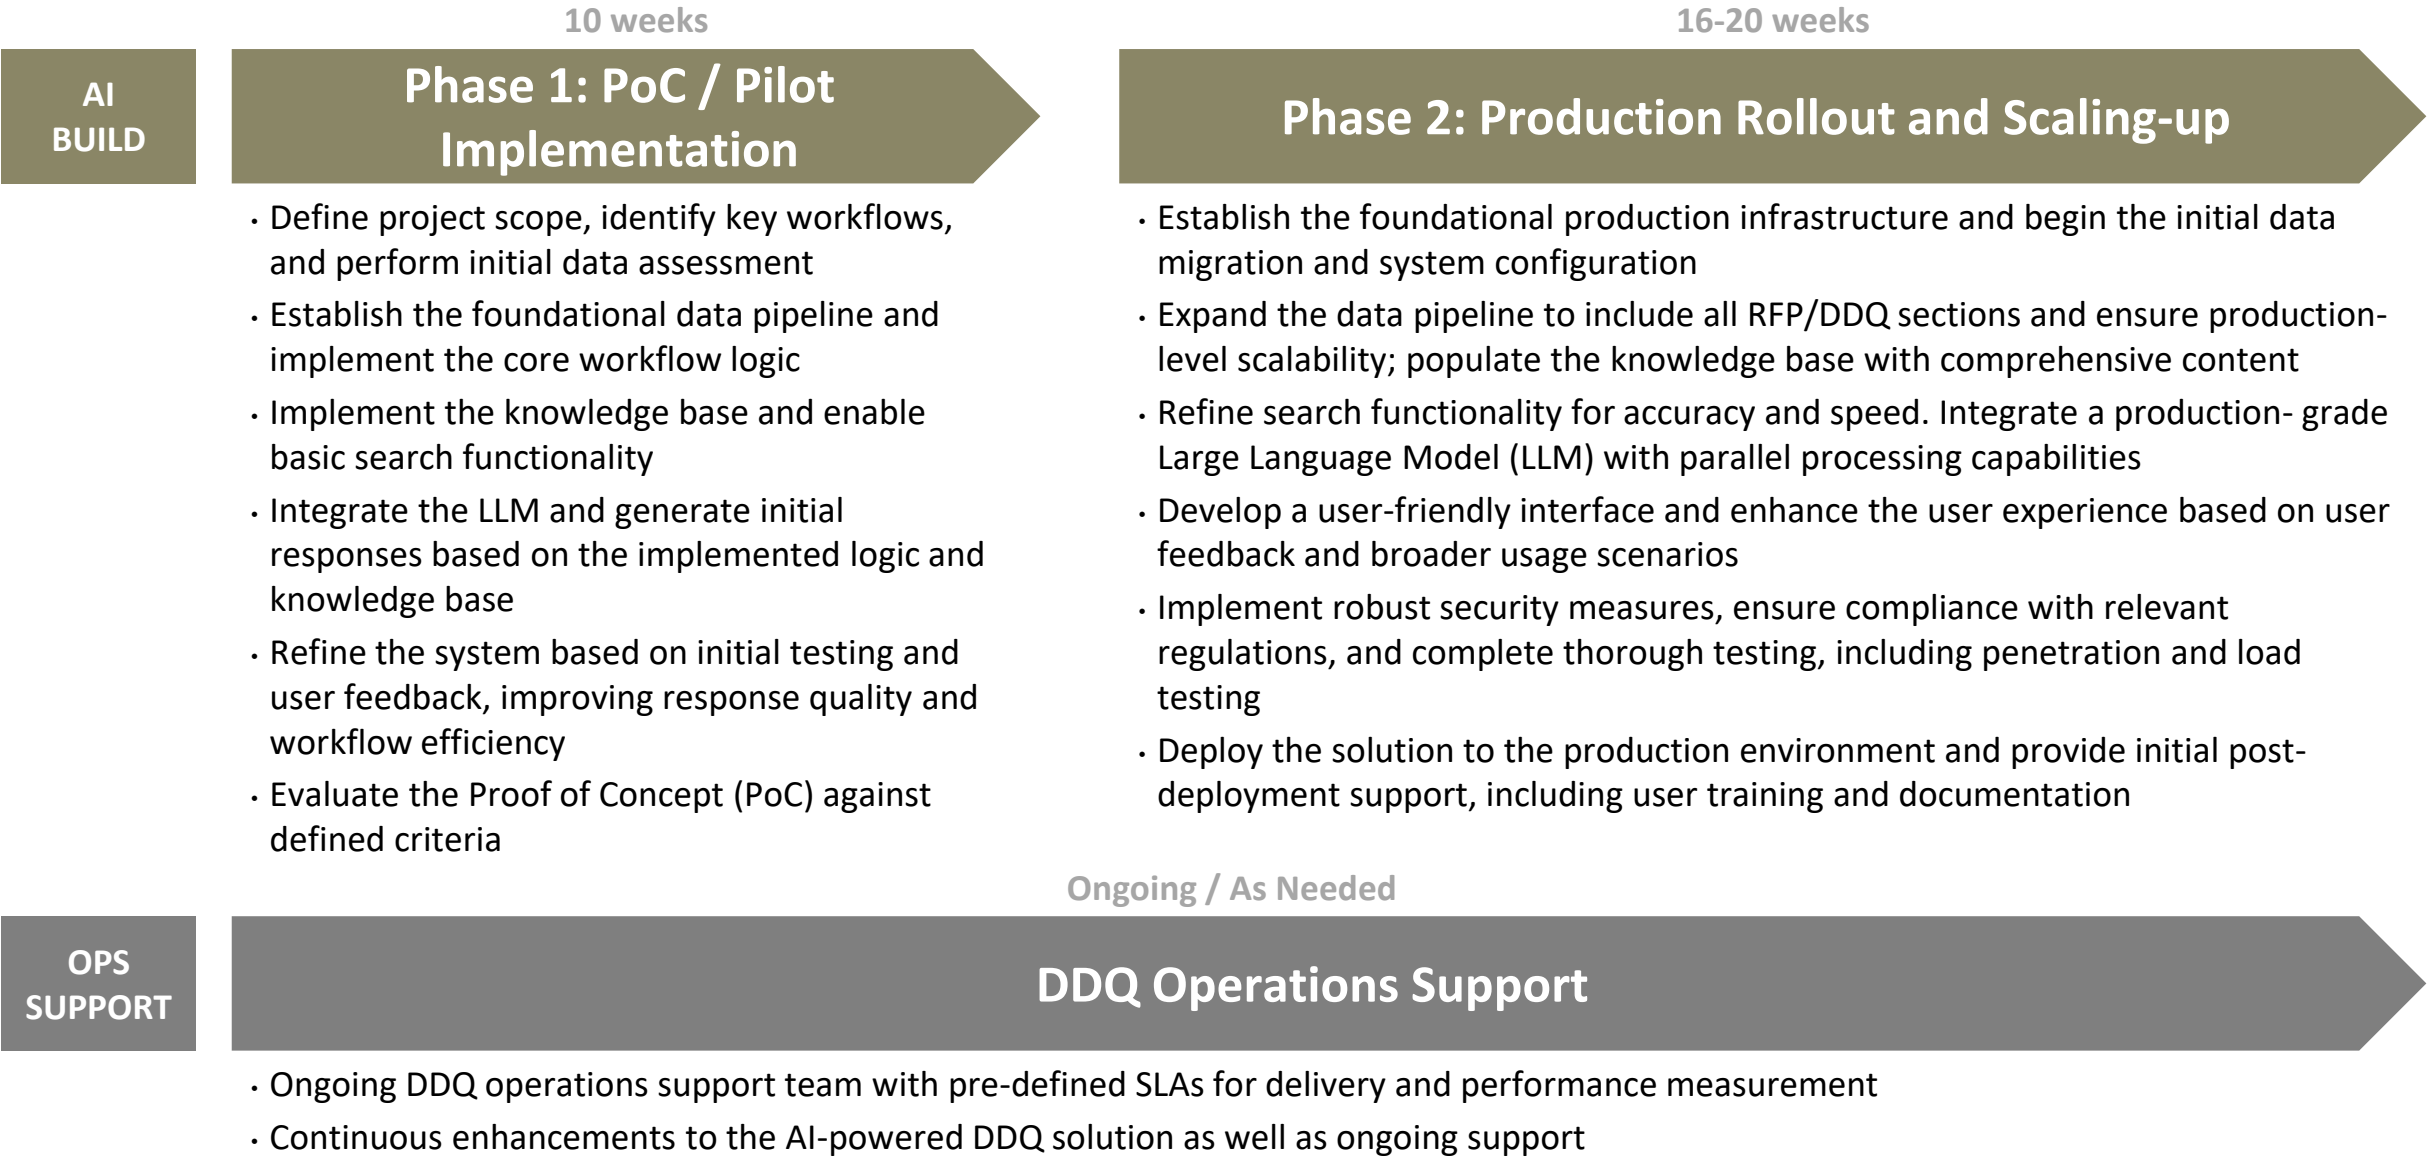 10 weeks
16-20 weeks
AI
BUILD
Phase 1: PoC / Pilot
Implementation
Phase 2: Production Rollout and Scaling-up
• Define project scope, identify key workflows,
and perform initial data assessment
• Establish the foundational data pipeline and
implement the core workflow logic
• Implement the knowledge base and enable
basic search functionality
• Integrate the LLM and generate initial
responses based on the implemented logic and
knowledge base
• Refine the system based on initial testing and
user feedback, improving response quality and
workflow efficiency
• Evaluate the Proof of Concept (PoC) against
defined criteria
• Establish the foundational production infrastructure and begin the initial data
migration and system configuration
• Expand the data pipeline to include all RFP/DDQ sections and ensure production-
level scalability; populate the knowledge base with comprehensive content
• Refine search functionality for accuracy and speed. Integrate a production- grade
Large Language Model (LLM) with parallel processing capabilities
• Develop a user-friendly interface and enhance the user experience based on user
feedback and broader usage scenarios
• Implement robust security measures, ensure compliance with relevant
regulations, and complete thorough testing, including penetration and load
testing
• Deploy the solution to the production environment and provide initial post-
deployment support, including user training and documentation
Ongoing / As Needed
OPS
SUPPORT
DDQ Operations Support
• Ongoing DDQ operations support team with pre-defined SLAs for delivery and performance measurement
• Continuous enhancements to the AI-powered DDQ solution as well as ongoing support